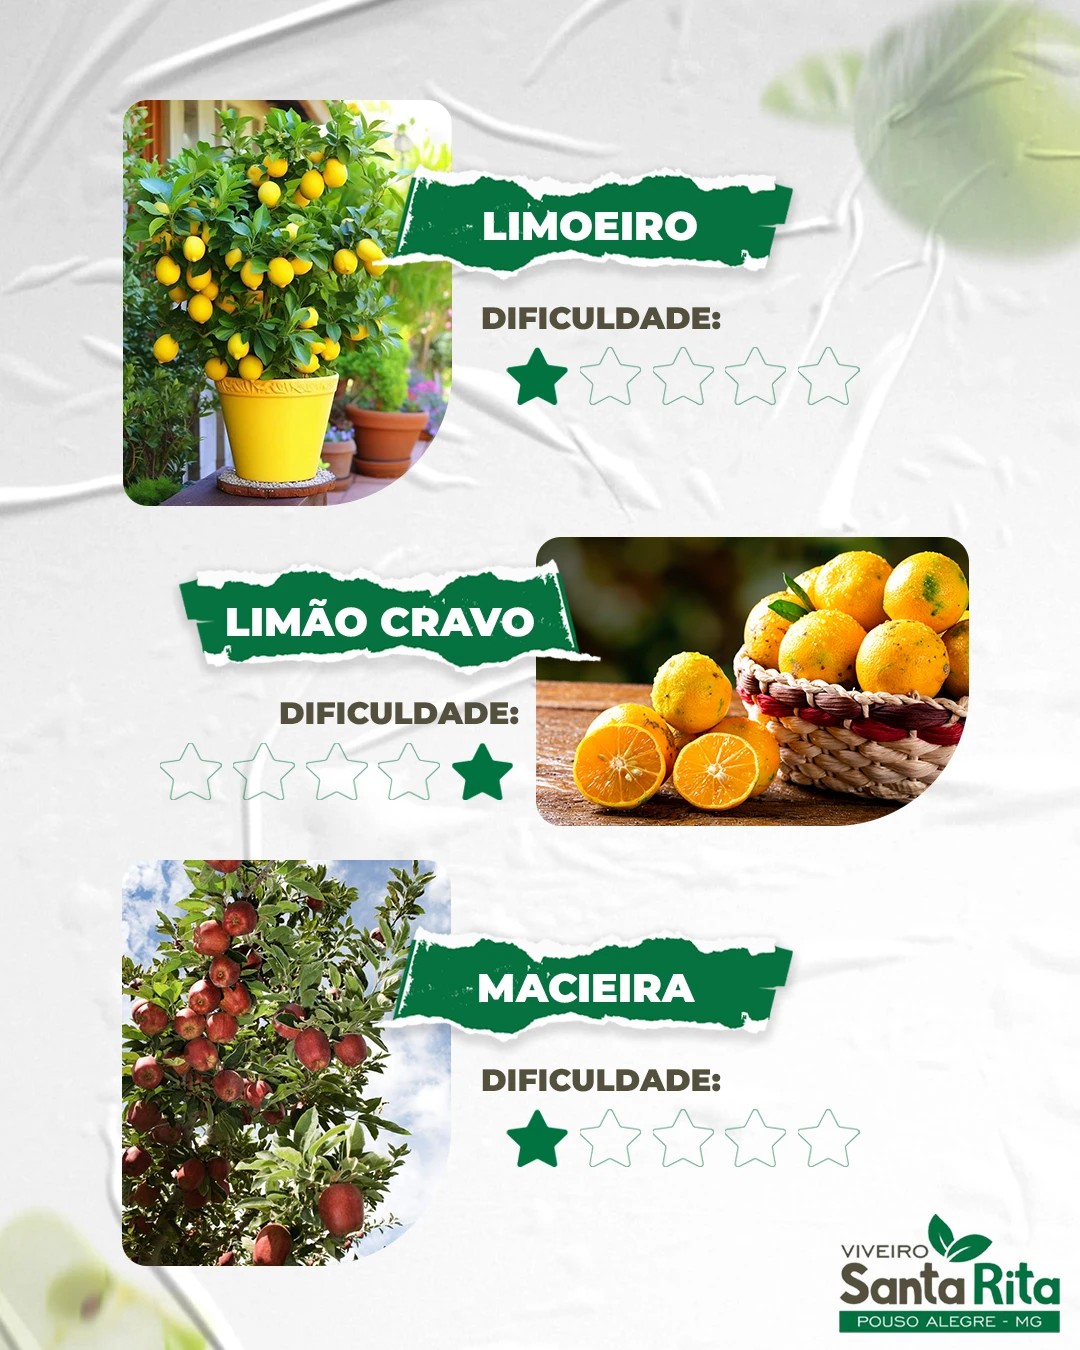 LIMOEIRO
DIFICULDADE:
LIMÃO CRAVO
DIFICULDADE:
MACIEIRA
DIFICULDADE:
VIVEIRO
Santa Rita
POUSO ALEGRE - MG